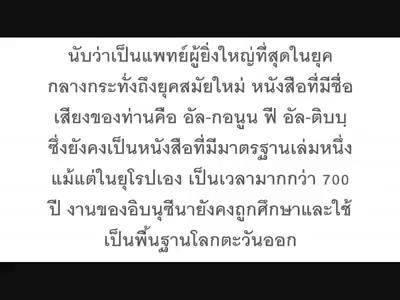 นับว่าเป็นแพทย์ผู้ยิ่งใหญ่ที่สุดในยุค
กลางกระทั่งถึงยุคสมัยใหม่ หนังสือที่มีชื่อ
เสียงของท่านคือ อัล-กอนูน ฟี อัล-ติบบฺ
ซึ่งยังคงเป็นหนังสือที่มีมาตรฐานเล่มหนึ่ง
แม้แต่ในยุโรปเอง เป็นเวลามากกว่า 700
ปี งานของอิบนุซีนายังคงถูกศึกษาและใช้
เป็นพื้นฐานโลกตะวันออก